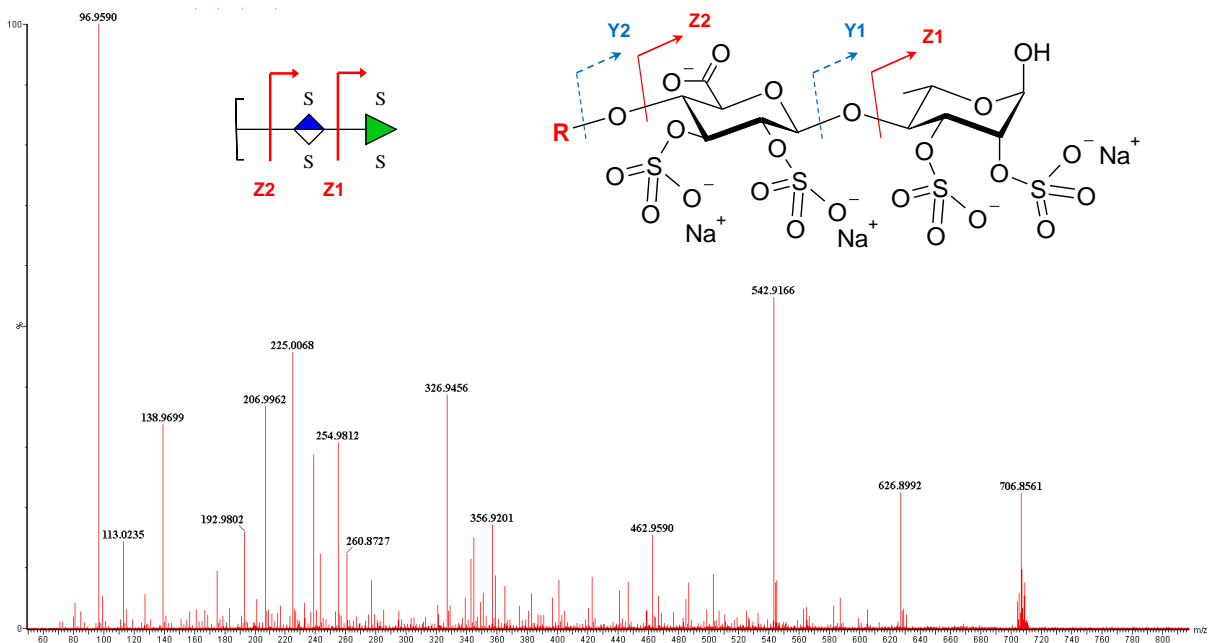 100
96.9590
Y2
Z2
Y1
Z1
S
S
S
S
Z2
Z1
R
O
O
O⁻
O
O
O
O
OH
O
S
O
O
O⁻
Na⁺
O
S
O
O
O⁻
Na⁺
O
S
O
O
O⁻
O
S
O
O
O⁻
Na⁺
%
542.9166
225.0068
326.9456
206.9962
138.9699
254.9812
192.9802
356.9201
626.8992
706.8561
462.9590
113.0235
260.8727
0
60 80 100 120 140 160 180 200 220 240 260 280 300 320 340 360 380 400 420 440 460 480 500 520 540 560 580 600 620 640 660 680 700 720 740 760 780 800
m/z